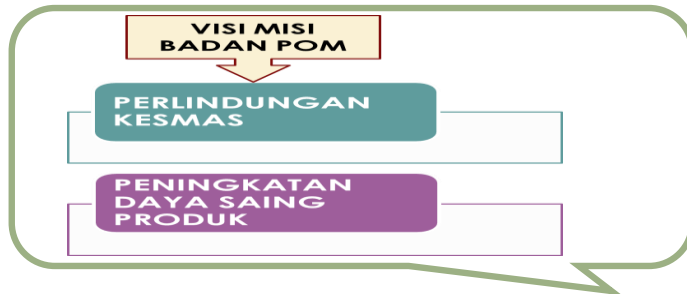 VISI MISI
BADAN POM
PERLINDUNGAN
KESMAS
PENINGKATAN
DAYA SAING
PRODUK